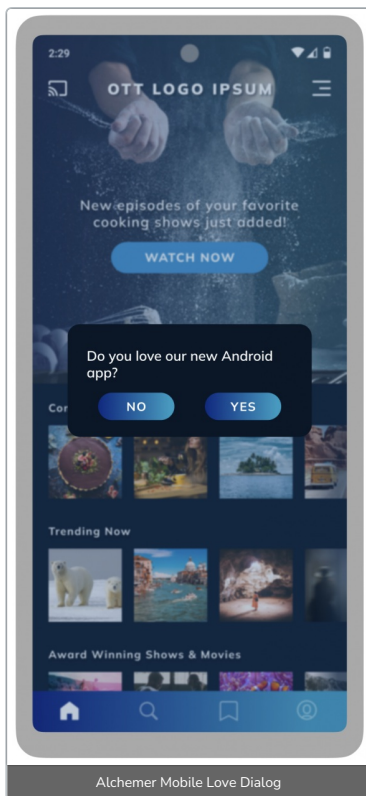 2:29
OTT LOGO IPSUM
New episodes of your favorite
cooking shows just added!
WATCH NOW
Do you love our new Android
app?
NO
YES
Trending Now
Award Winning Shows & Movies
Alchemer Mobile Love Dialog